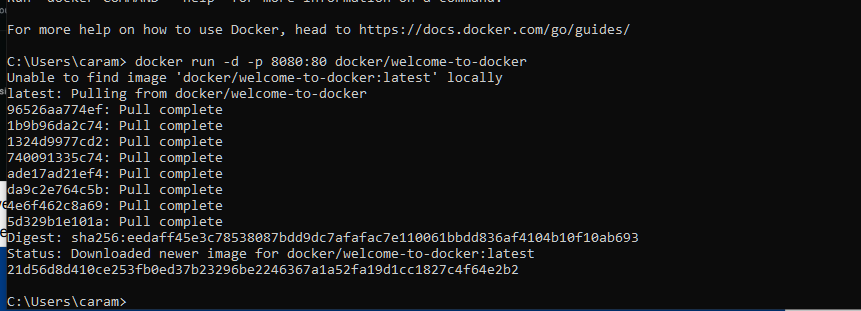 Run 'docker COMMAND --help' for more information on a command.
For more help on how to use Docker, head to https://docs.docker.com/go/guides/
C:\Users\caram> docker run -d -p 8080:80 docker/welcome-to-docker
Unable to find image 'docker/welcome-to-docker:latest' locally
latest: Pulling from docker/welcome-to-docker
96526aa774ef: Pull complete
1b9b96da2c74: Pull complete
1324d9977cd2: Pull complete
740091335c74: Pull complete
ade17ad21ef4: Pull complete
da9c2e764c5b: Pull complete
4e6f462c8a69: Pull complete
5d329b1e101a: Pull complete
Digest: sha256:eedaff45e3c78538087bdd9dc7afafac7e110061bbdd836af4104b10f10ab693
Status: Downloaded newer image for docker/welcome-to-docker:latest
21d56d8d410ce253fb0ed37b23296be2246367a1a52fa19d1cc1827c4f64e2b2
C:\Users\caram>